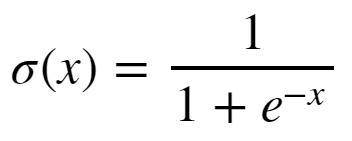 σ(x) = 1 / (1 + e^{-x})